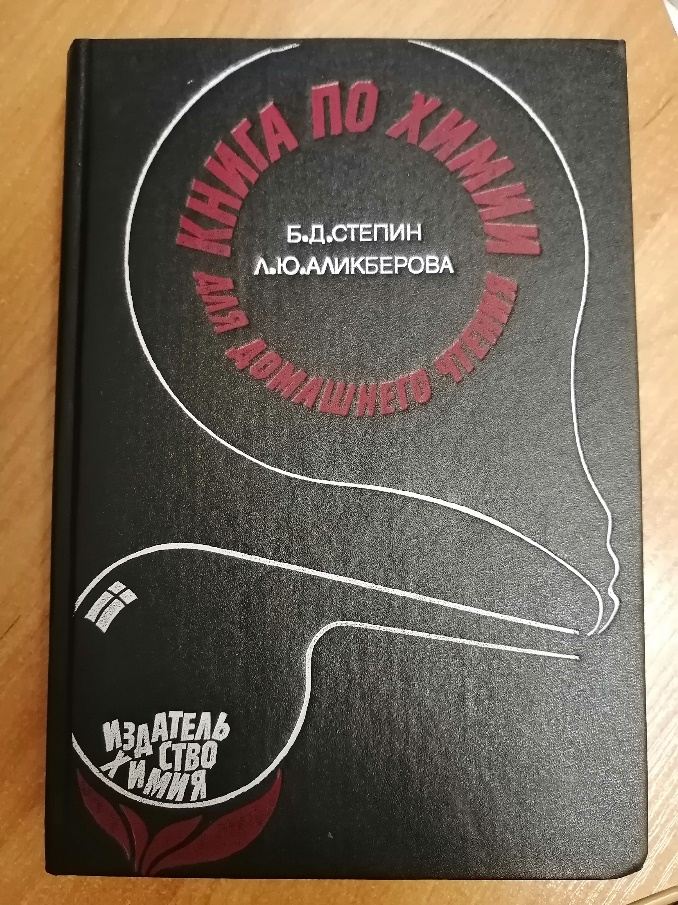 КНИГА ПО ХИМИИ
Б.Д.СТЕПИН
Л.Ю.АЛИКБЕРОВА
ДЛЯ ДОМАШНЕГО ЧТЕНИЯ
ИЗДАТЕЛЬ
СТВО
ХИМИЯ